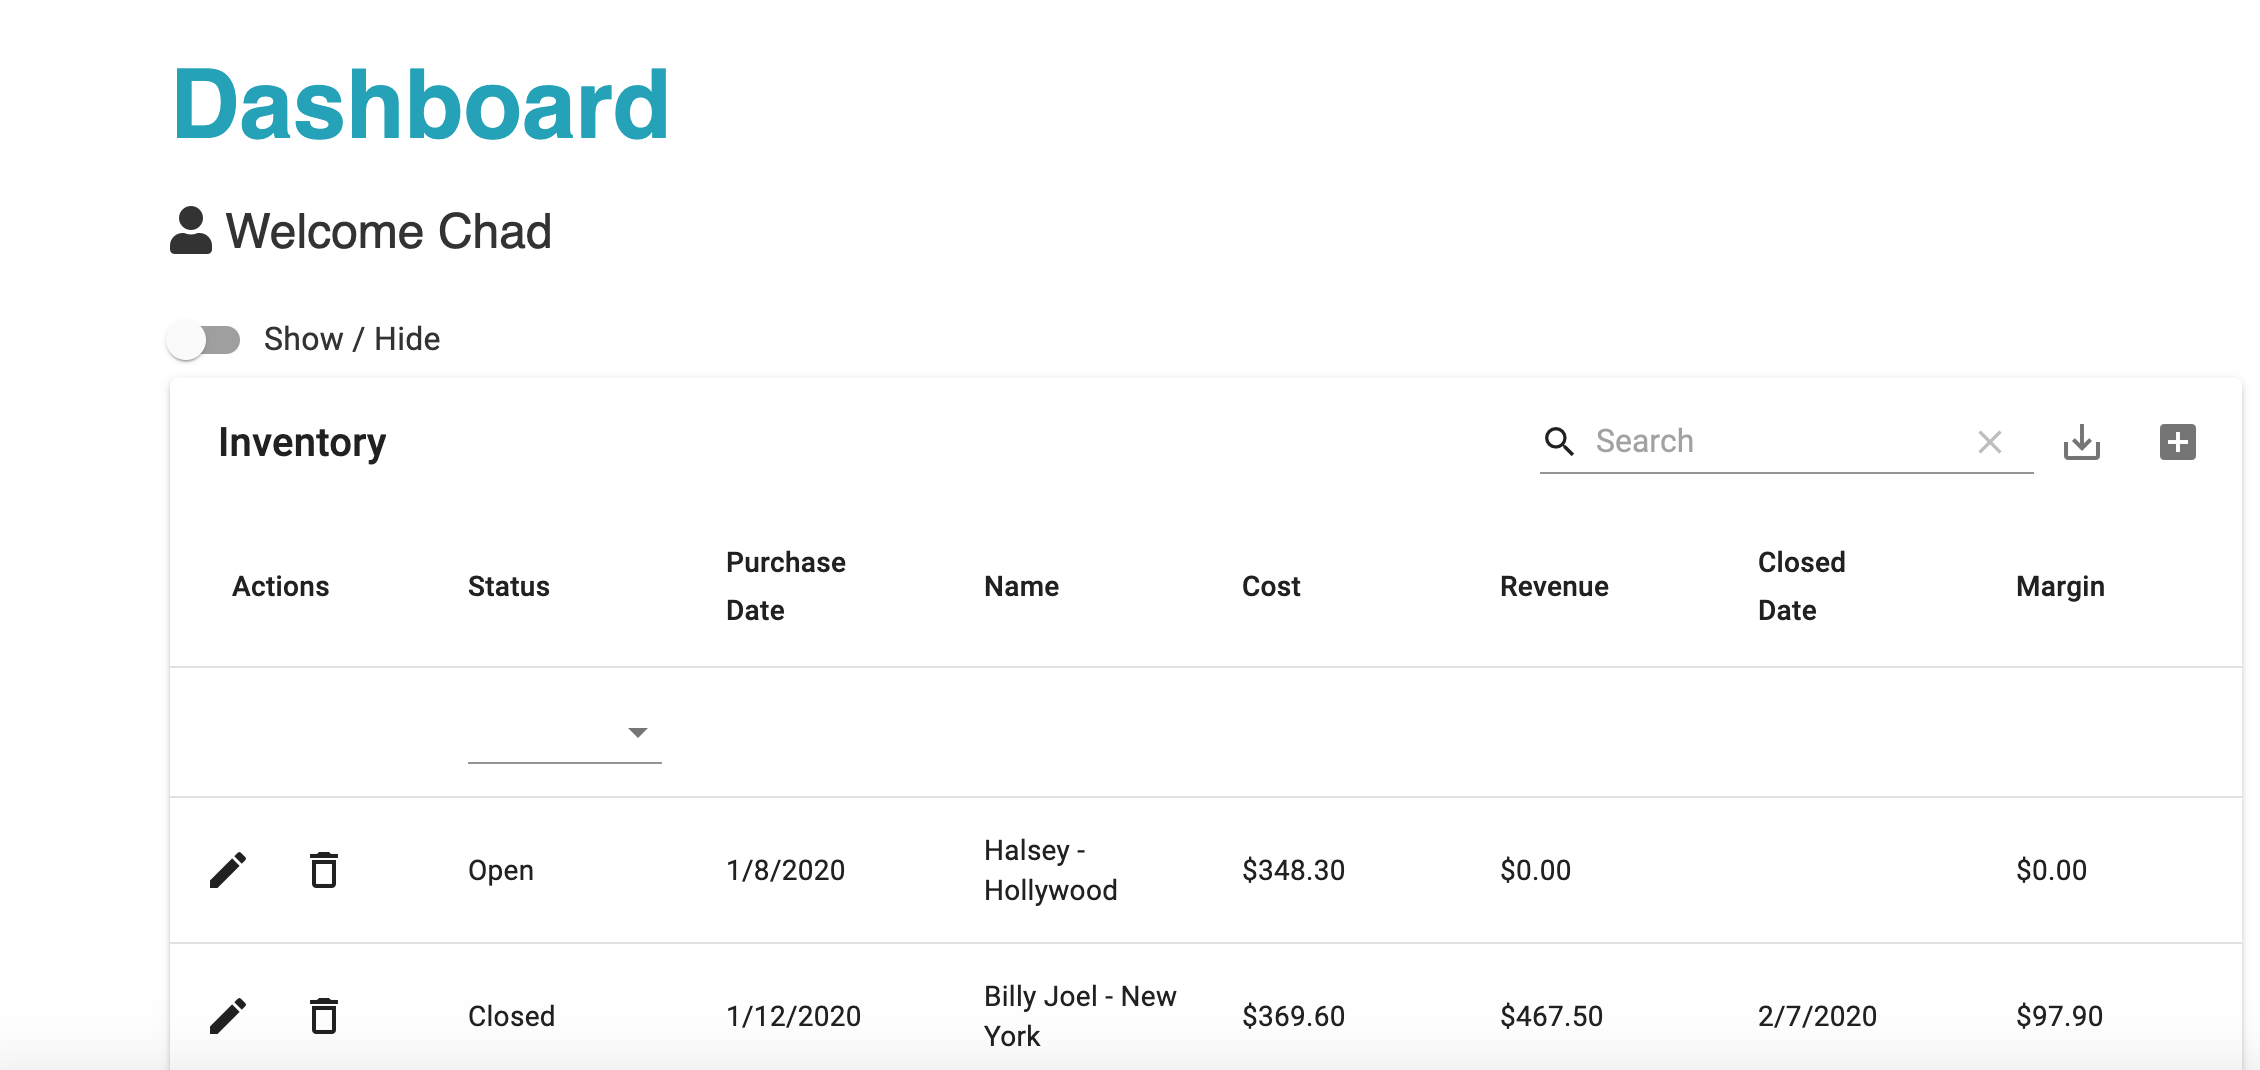 Dashboard
Welcome Chad
Show / Hide
Inventory
Search
Actions
Status
Purchase
Date
Name
Cost
Revenue
Closed
Date
Margin
Open
1/8/2020
Halsey -
Hollywood
$348.30
$0.00
$0.00
Closed
1/12/2020
Billy Joel - New
York
$369.60
$467.50
2/7/2020
$97.90